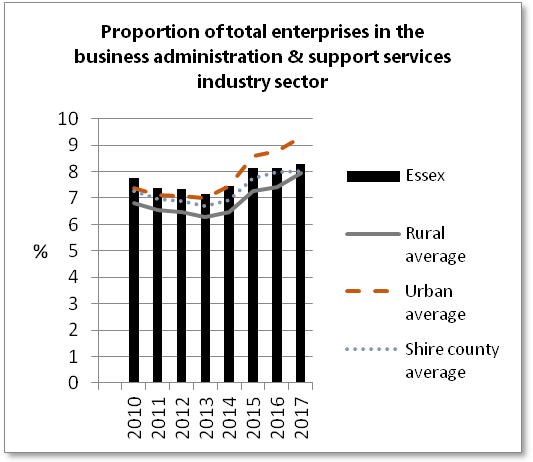 Proportion of total enterprises in the
business administration & support services
industry sector
10
9
8
7
6
5
4
3
2
1
0
%
2010
2011
2012
2013
2014
2015
2016
2017
Essex
Rural
average
Urban
average
Shire county
average